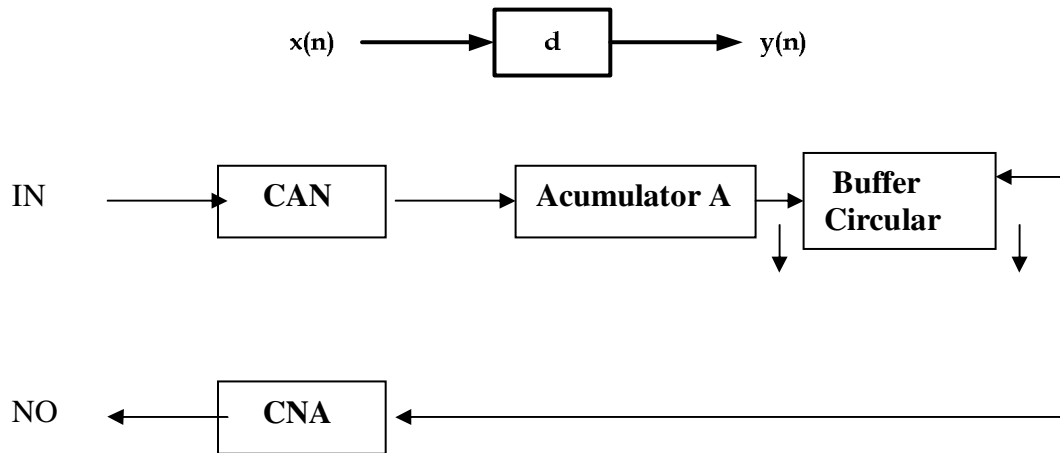 x(n) d y(n)
IN CAN Acumulator A Buffer
Circular
NO CNA